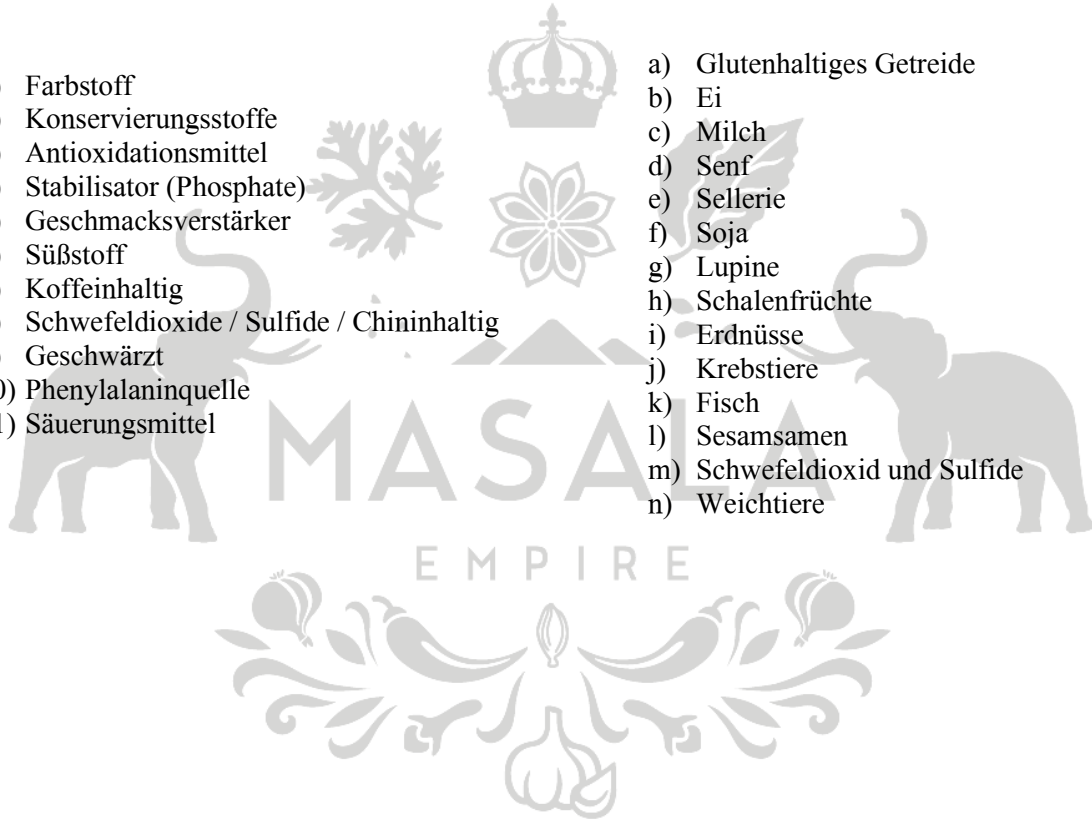 ) Farbstoff
) Konservierungsstoffe
) Antioxidationsmittel
) Stabilisator (Phosphate)
) Geschmacksverstärker
) Süßstoff
) Koffeinhaltig
) Schwefeldioxide / Sulfide / Chininhaltig
) Geschwärzt
0) Phenylalaninquelle
1) Säuerungsmittel
a) Glutenhaltiges Getreide
b) Ei
c) Milch
d) Senf
e) Sellerie
f) Soja
g) Lupine
h) Schalenfrüchte
i) Erdnüsse
j) Krebstiere
k) Fisch
l) Sesamsamen
m) Schwefeldioxid und Sulfide
n) Weichtiere
MASALA
EMPIRE